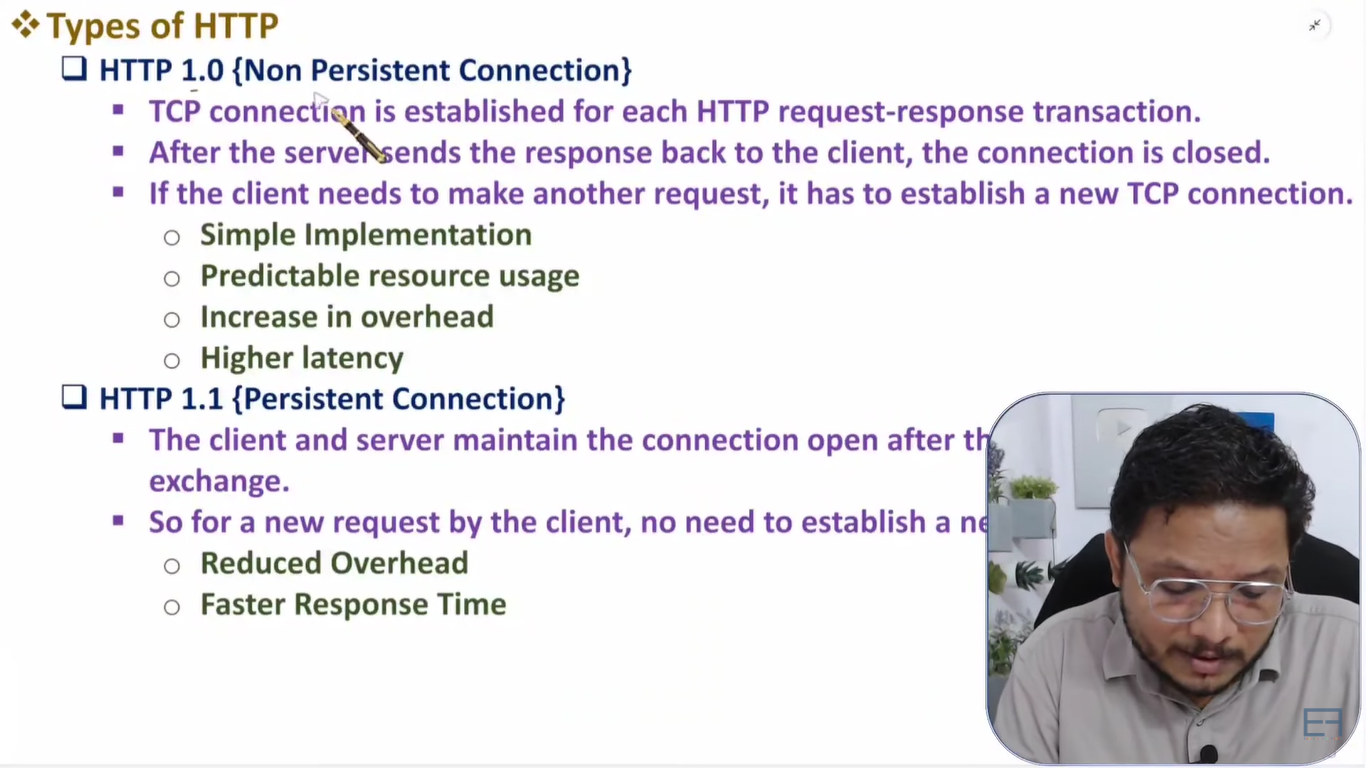 Types of HTTP
HTTP 1.0 {Non Persistent Connection}
TCP connection is established for each HTTP request-response transaction.
After the server sends the response back to the client, the connection is closed.
If the client needs to make another request, it has to establish a new TCP connection.
Simple Implementation
Predictable resource usage
Increase in overhead
Higher latency
HTTP 1.1 {Persistent Connection}
The client and server maintain the connection open after
exchange.
So for a new request by the client, no need to establish a
Reduced Overhead
Faster Response Time